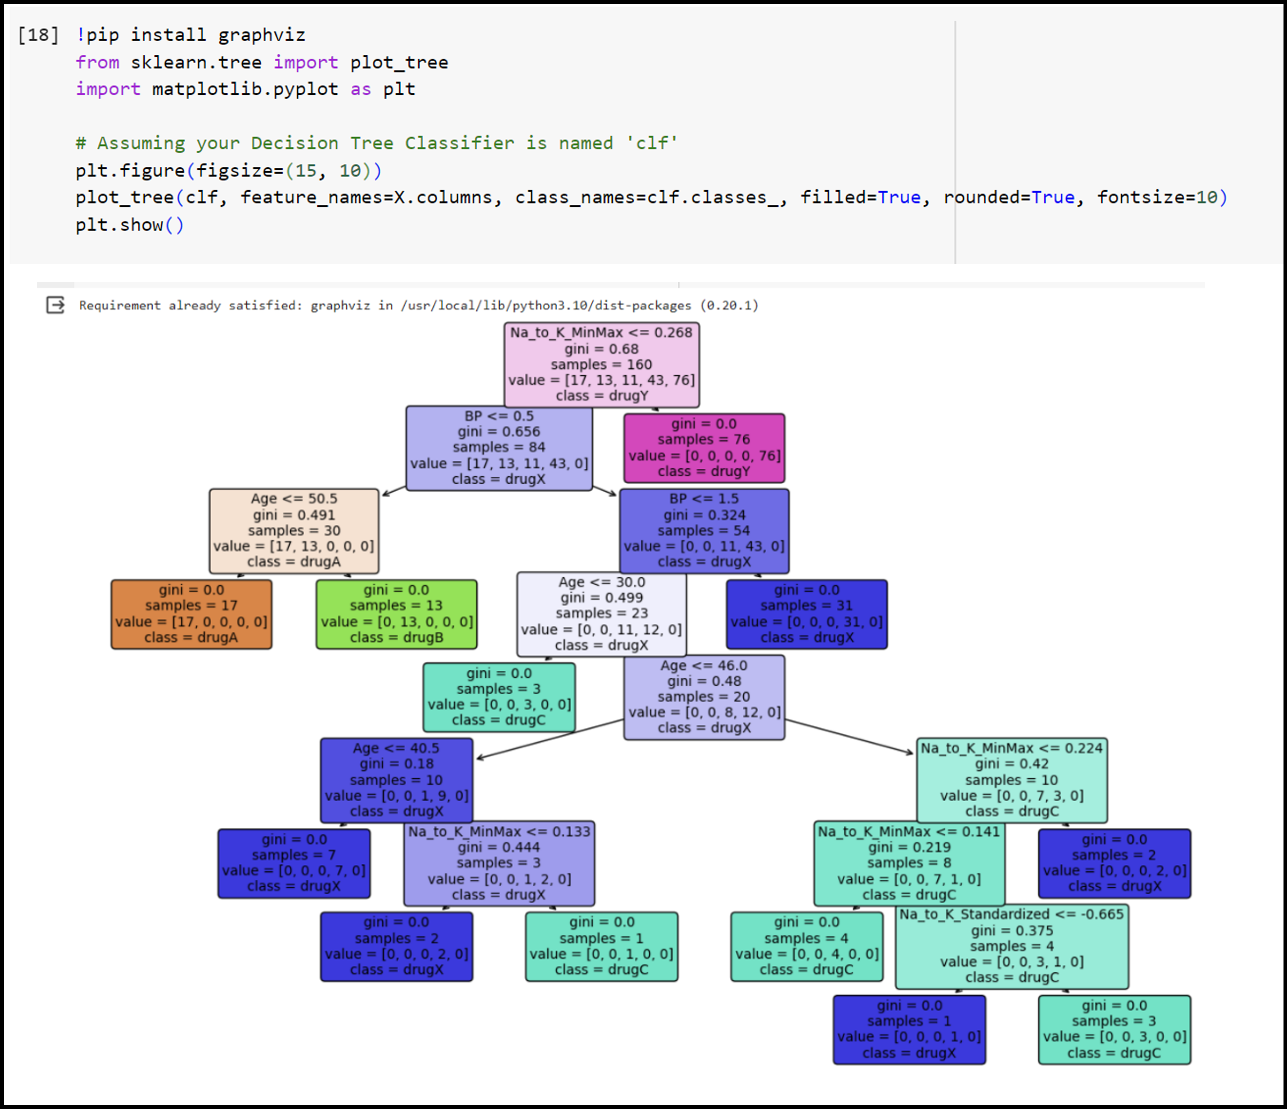 [18] !pip install graphviz
from sklearn.tree import plot_tree
import matplotlib.pyplot as plt
# Assuming your Decision Tree Classifier is named 'clf'
plt.figure(figsize=(15, 10))
plot_tree(clf, feature_names=X.columns, class_names=clf.classes_, filled=True, rounded=True, fontsize=10)
plt.show()
Requirement already satisfied: graphviz in /usr/local/lib/python3.10/dist-packages (0.20.1)
Na_to_K_MinMax <= 0.268
gini = 0.68
samples = 160
value = [17, 13, 11, 43, 76]
class = drugY
BP <= 0.5
gini = 0.656
samples = 84
value = [17, 13, 11, 43, 0]
class = drugX
gini = 0.0
samples = 76
value = [0, 0, 0, 0, 76]
class = drugY
Age <= 50.5
gini = 0.491
samples = 30
value = [17, 13, 0, 0, 0]
class = drugA
BP <= 1.5
gini = 0.324
samples = 54
value = [0, 0, 11, 43, 0]
class = drugX
gini = 0.0
samples = 17
value = [17, 0, 0, 0, 0]
class = drugA
gini = 0.0
samples = 13
value = [0, 13, 0, 0, 0]
class = drugB
Age <= 30.0
gini = 0.499
samples = 23
value = [0, 0, 11, 12, 0]
class = drugX
gini = 0.0
samples = 31
value = [0, 0, 0, 31, 0]
class = drugX
gini = 0.0
samples = 3
value = [0, 0, 3, 0, 0]
class = drugC
Age <= 46.0
gini = 0.48
samples = 20
value = [0, 0, 8, 12, 0]
class = drugX
Age <= 40.5
gini = 0.18
samples = 10
value = [0, 0, 1, 9, 0]
class = drugX
Na_to_K_MinMax <= 0.224
gini = 0.42
samples = 10
value = [0, 0, 7, 3, 0]
class = drugC
gini = 0.0
samples = 7
value = [0, 0, 0, 7, 0]
class = drugX
Na_to_K_MinMax <= 0.133
gini = 0.444
samples = 3
value = [0, 0, 1, 2, 0]
class = drugX
Na_to_K_MinMax <= 0.141
gini = 0.219
samples = 8
value = [0, 0, 7, 1, 0]
class = drugC
gini = 0.0
samples = 2
value = [0, 0, 0, 2, 0]
class = drugX
gini = 0.0
samples = 2
value = [0, 0, 0, 2, 0]
class = drugX
gini = 0.0
samples = 1
value = [0, 0, 1, 0, 0]
class = drugC
gini = 0.0
samples = 4
value = [0, 0, 4, 0, 0]
class = drugC
Na_to_K_Standardized <= -0.665
gini = 0.375
samples = 4
value = [0, 0, 3, 1, 0]
class = drugC
gini = 0.0
samples = 1
value = [0, 0, 0, 1, 0]
class = drugX
gini = 0.0
samples = 3
value = [0, 0, 3, 0, 0]
class = drugC